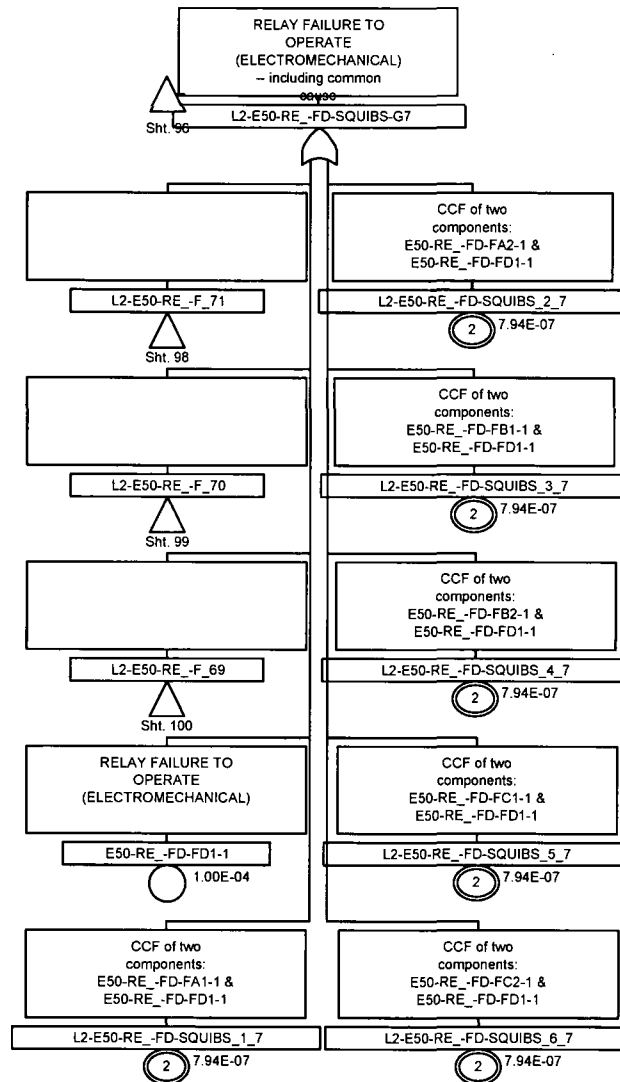 RELAY FAILURE TO
OPERATE
(ELECTROMECHANICAL)
-- including common
cause
Sht. 96
L2-E50-RE_-FD-SQUIBS-G7
L2-E50-RE_-F_71
Sht. 98
CCF of two
components:
E50-RE_-FD-FA2-1 &
E50-RE_-FD-FD1-1
L2-E50-RE_-FD-SQUIBS_2_7
2
7.94E-07
L2-E50-RE_-F_70
Sht. 99
CCF of two
components:
E50-RE_-FD-FB1-1 &
E50-RE_-FD-FD1-1
L2-E50-RE_-FD-SQUIBS_3_7
2
7.94E-07
L2-E50-RE_-F_69
Sht. 100
CCF of two
components:
E50-RE_-FD-FB2-1 &
E50-RE_-FD-FD1-1
L2-E50-RE_-FD-SQUIBS_4_7
2
7.94E-07
RELAY FAILURE TO
OPERATE
(ELECTROMECHANICAL)
E50-RE_-FD-FD1-1
1.00E-04
CCF of two
components:
E50-RE_-FD-FC1-1 &
E50-RE_-FD-FD1-1
L2-E50-RE_-FD-SQUIBS_5_7
2
7.94E-07
CCF of two
components:
E50-RE_-FD-FA1-1 &
E50-RE_-FD-FD1-1
L2-E50-RE_-FD-SQUIBS_1_7
2
7.94E-07
CCF of two
components:
E50-RE_-FD-FC2-1 &
E50-RE_-FD-FD1-1
L2-E50-RE_-FD-SQUIBS_6_7
2
7.94E-07